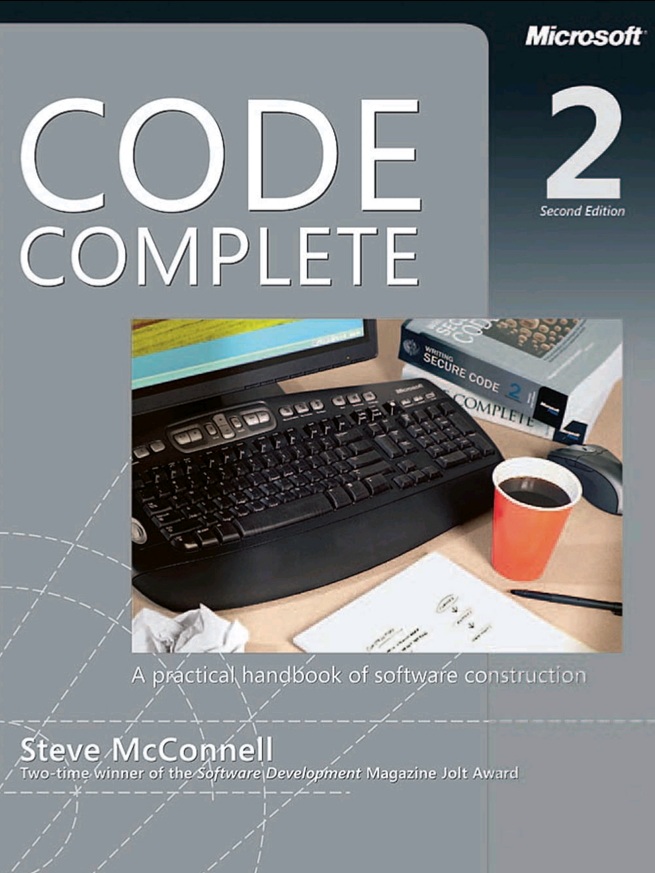 Microsoft
CODE
COMPLETE
2
Second Edition
WRITING
SECURE CODE 2
COMPLETE
Microsoft
A practical handbook of software construction
Steve McConnell
Two-time winner of the Software Development Magazine Jolt Award